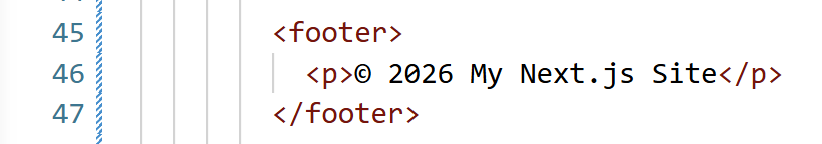 45 <footer>
46 <p>© 2026 My Next.js Site</p>
47 </footer>